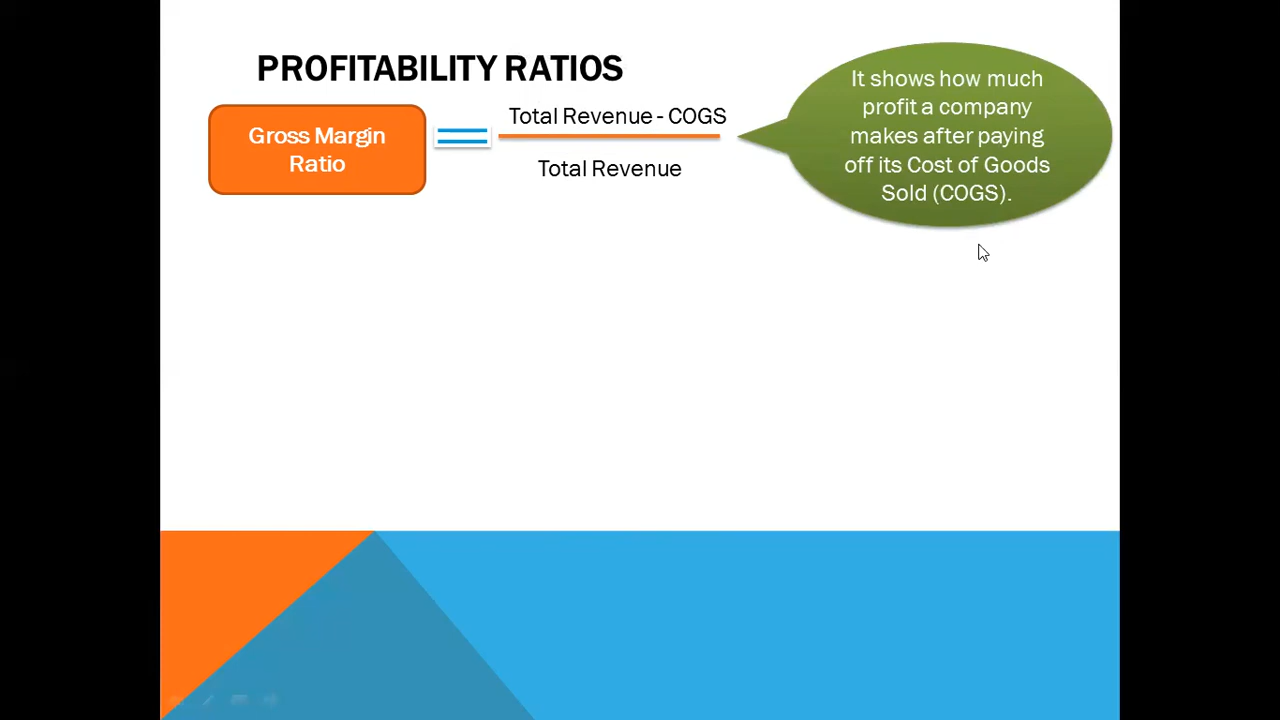 PROFITABILITY RATIOS
Gross Margin
Ratio
Total Revenue - COGS
Total Revenue
It shows how much
profit a company
makes after paying
off its Cost of Goods
Sold (COGS).